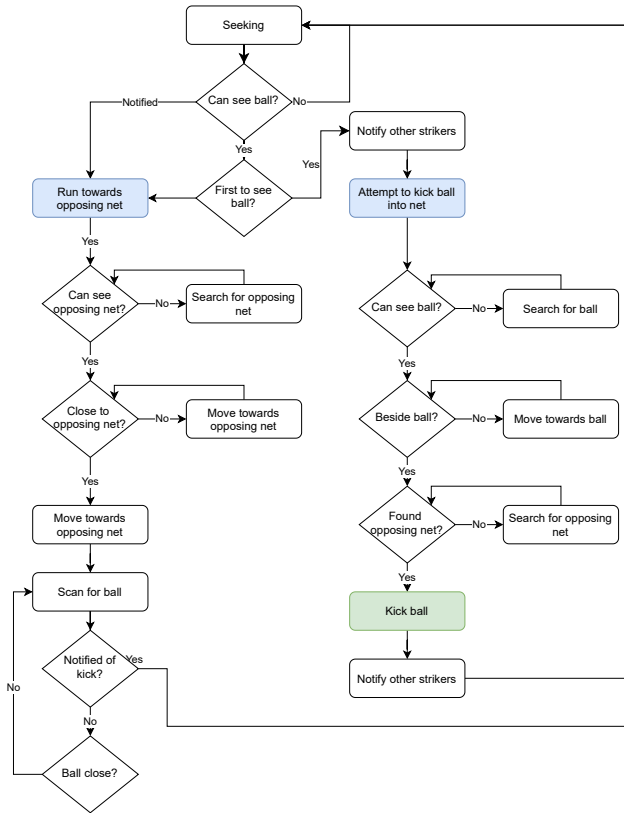 Seeking
Can see ball?
No
Notified
Yes
Notify other strikers
Yes
Run towards
opposing net
First to see
ball?
Attempt to kick ball
into net
Yes
Can see
opposing net?
No
Search for opposing
net
Can see ball?
No
Search for ball
Yes
Yes
Close to
opposing net?
No
Move towards
opposing net
Beside ball?
No
Move towards ball
Yes
Yes
Move towards
opposing net
Found
opposing net?
No
Search for opposing
net
Yes
Scan for ball
Kick ball
Notified of
kick?
Yes
Notify other strikers
No
No
Ball close?